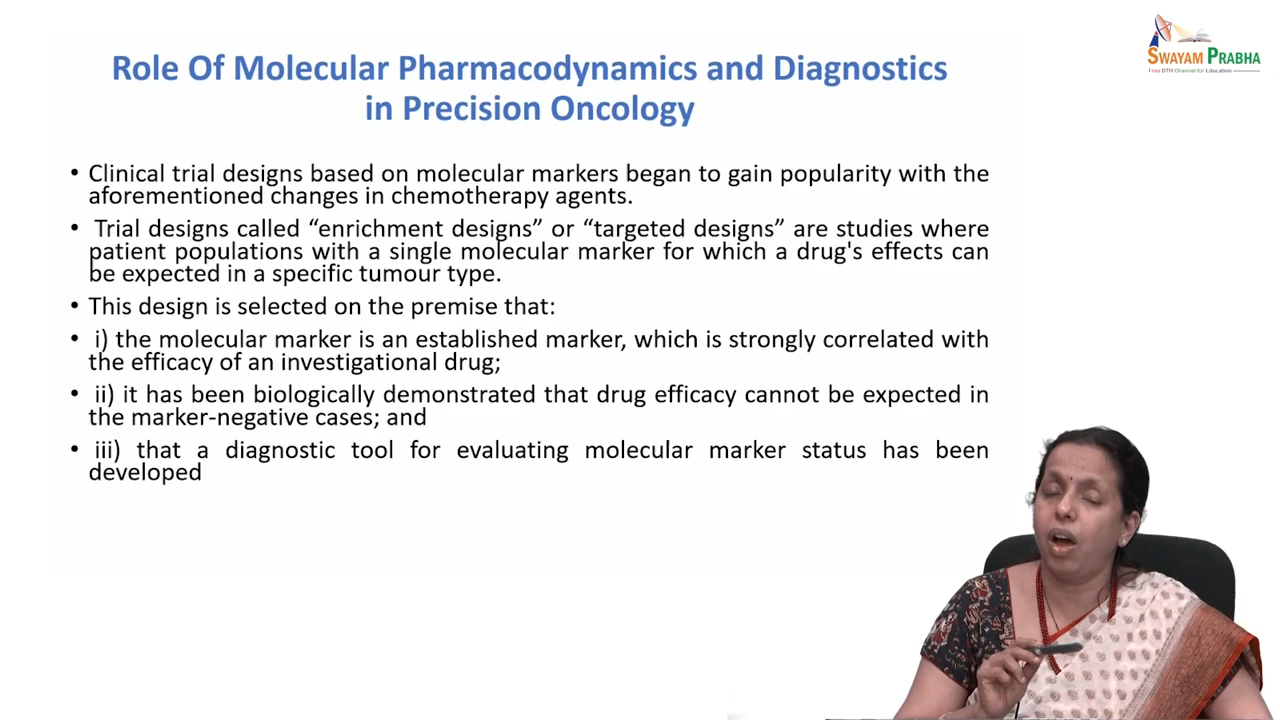 SWAYAM PRABHA
Free DTH Channel for Education
Role Of Molecular Pharmacodynamics and Diagnostics
in Precision Oncology
• Clinical trial designs based on molecular markers began to gain popularity with the
aforementioned changes in chemotherapy agents.
• Trial designs called “enrichment designs” or “targeted designs” are studies where
patient populations with a single molecular marker for which a drug's effects can
be expected in a specific tumour type.
• This design is selected on the premise that:
• i) the molecular marker is an established marker, which is strongly correlated with
the efficacy of an investigational drug;
• ii) it has been biologically demonstrated that drug efficacy cannot be expected in
the marker-negative cases; and
• iii) that a diagnostic tool for evaluating molecular marker status has been
developed